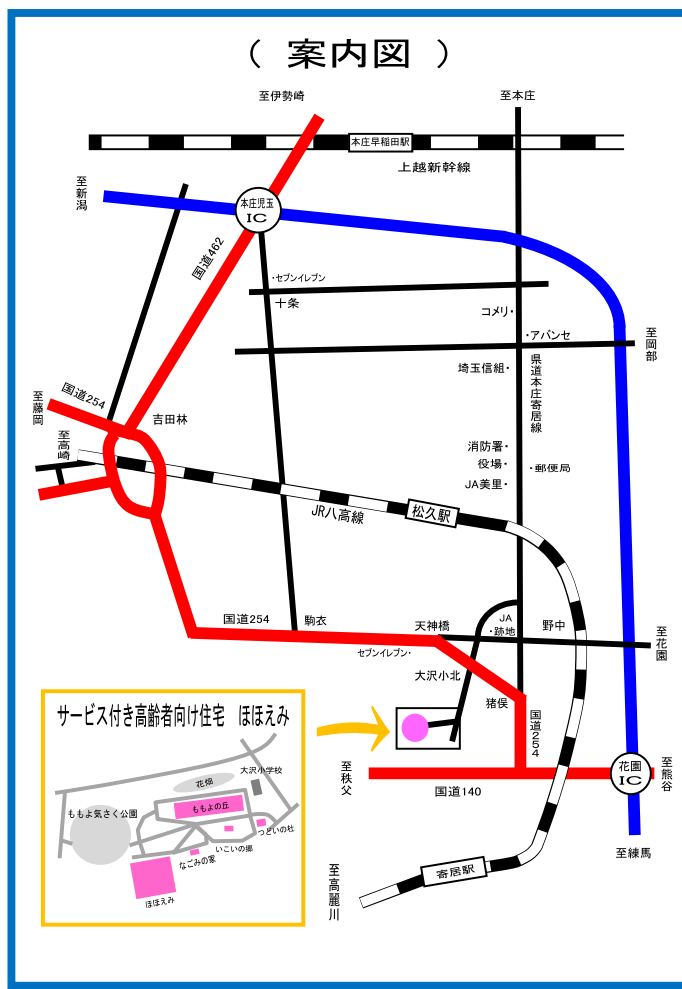 ( 案内図 )
至伊勢崎
至本庄
本庄早稲田駅
上越新幹線
至新潟
本庄児玉
IC
国道462
・セブンイレブン
十条
コメリ・
・アバンセ
至岡部
埼玉信組・
県道本庄寄居線
国道254
至藤岡
吉田林
至高崎
消防署・
役場・
・郵便局
JA美里・
JR八高線
松久駅
国道254
駒衣
天神橋
JA
・跡地
野中
至花園
セブンイレブン・
大沢小北
猪俣
国道254
サービス付き高齢者向け住宅 ほほえみ
大沢小学校
花畑
ももよの丘
ももよ気さく公園
つどいの杜
いこいの郷
なごみの家
ほほえみ
至秩父
国道140
花園
IC
至熊谷
至練馬
寄居駅
至高麗川